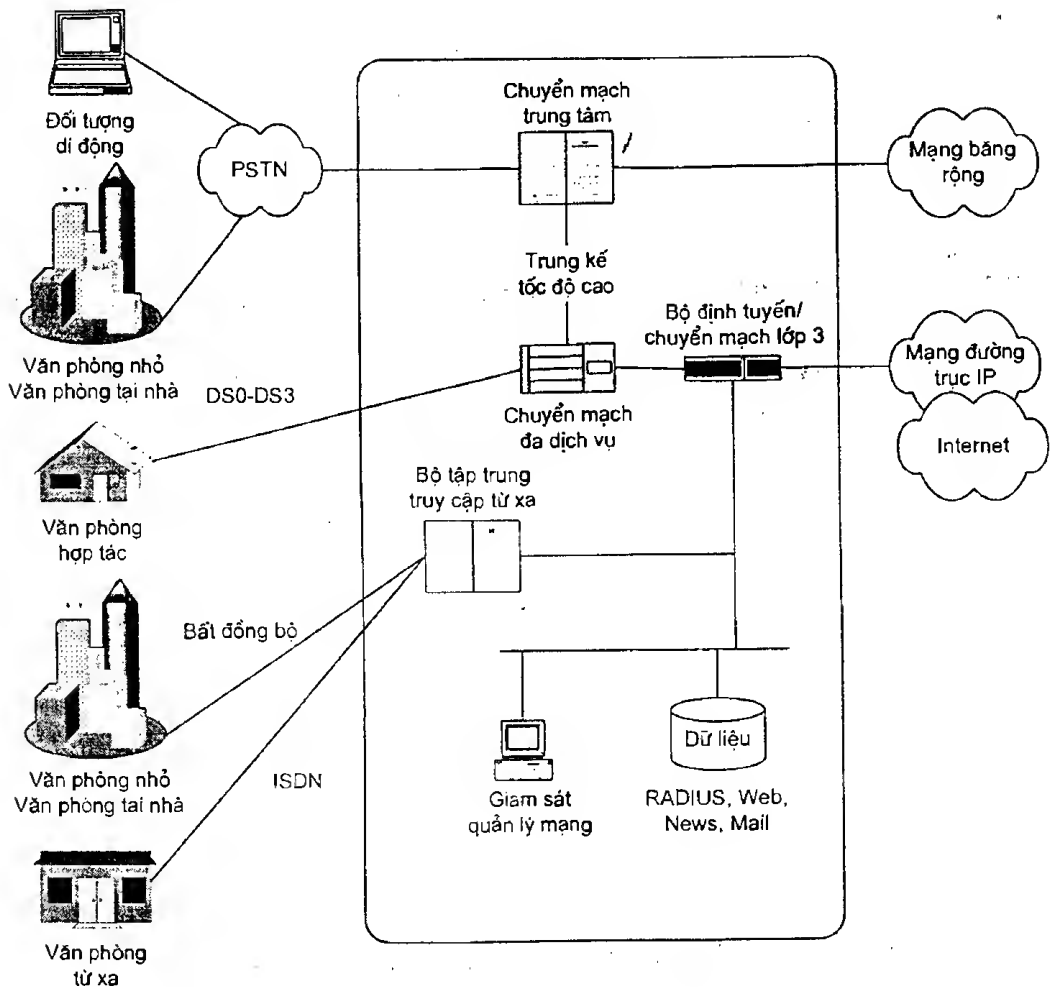 Đối tượng
di động
PSTN
Văn phòng nhỏ
Văn phòng tại nhà
DS0-DS3
Văn phòng
hợp tác
Bất đồng bộ
Văn phòng nhỏ
Văn phòng tai nhà
ISDN
Văn phòng
từ xa
Chuyển mạch
trung tâm
Trung kế
tốc độ cao
Bộ định tuyến/
chuyển mạch lớp 3
Chuyển mạch
đa dịch vụ
Bộ tập trung
truy cập từ xa
Giam sát
quản lý mạng
Dữ liệu
RADIUS, Web,
News, Mail
Mạng băng
rộng
Mạng đường
trục IP
Internet